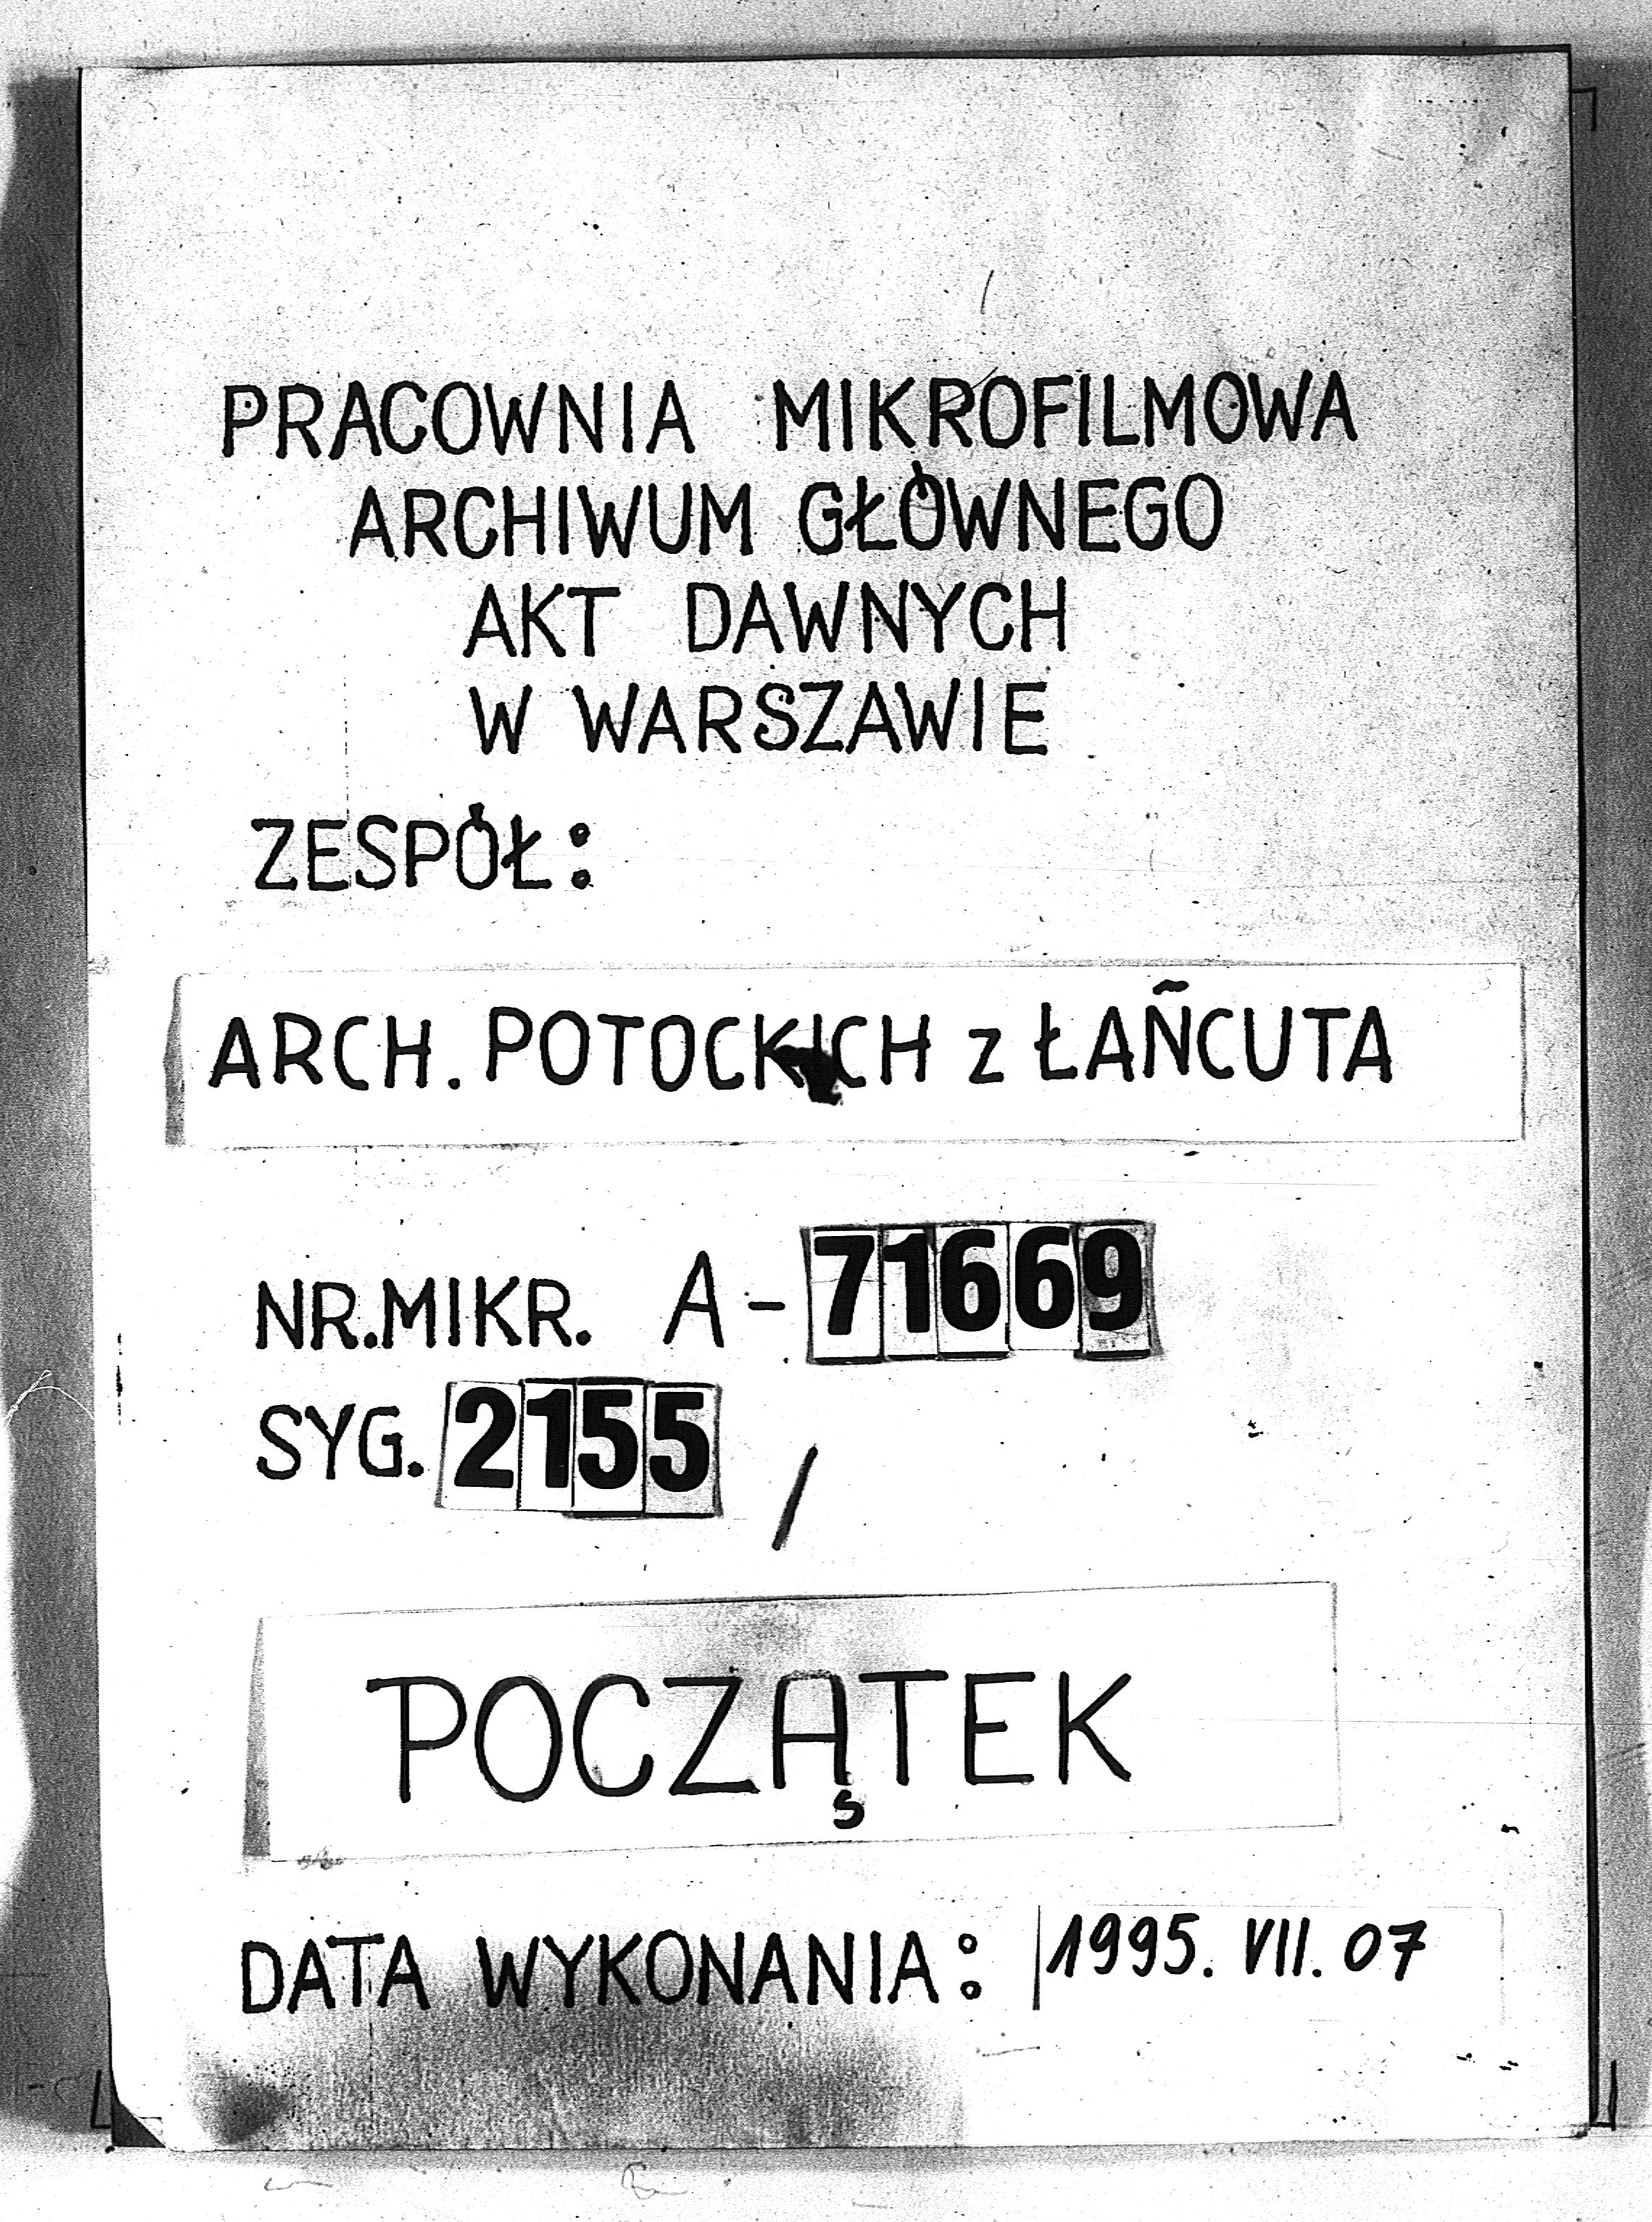 PRACOWNIA MIKROFILMOWA
ARCHIWUM GŁÓWNEGO
AKT DAWNYCH
W WARSZAWIE
ZESPÓŁ:
ARCH. POTOCKICH z ŁAŃCUTA
NR.MIKR. A-71669
SYG. 2155 /
POCZĄTEK
DATA WYKONANIA: 1995. VII. 07